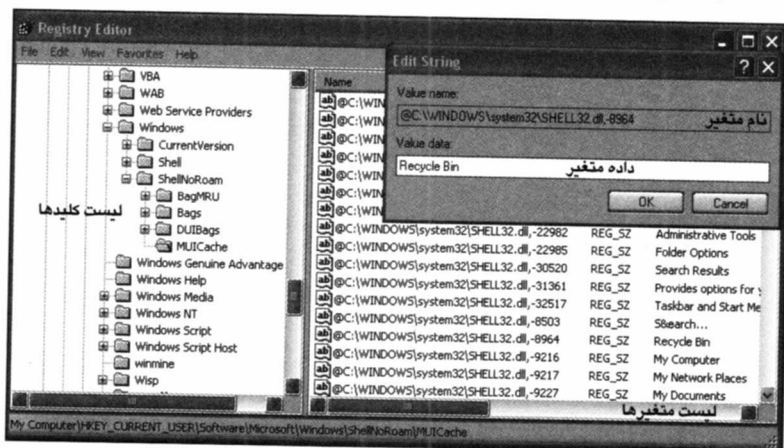 Registry Editor
File Edit View Favorites Help
VBA
WAB
Web Service Providers
Windows
CurrentVersion
Shell
ShellNoRoam
BagMRU
Bags
DUIBags
MUICache
Windows Genuine Advantage
Windows Help
Windows Media
Windows NT
Windows Script
Windows Script Host
winmine
Wisp
لیست کلیدها
Name
@C:\WIN
@C:\WIN
@C:\WIN
@C:\WIN
@C:\WIN
@C:\WIN
@C:\WIN
@C:\WINDOWS\system32\SHELL32.dll,-22982 REG_SZ Administrative Tools
@C:\WINDOWS\system32\SHELL32.dll,-22985 REG_SZ Folder Options
@C:\WINDOWS\system32\SHELL32.dll,-30520 REG_SZ Search Results
@C:\WINDOWS\system32\SHELL32.dll,-31361 REG_SZ Provides options for y
@C:\WINDOWS\system32\SHELL32.dll,-32517 REG_SZ Taskbar and Start Me
@C:\WINDOWS\system32\SHELL32.dll,-8503 REG_SZ S&earch...
@C:\WINDOWS\system32\SHELL32.dll,-8964 REG_SZ Recycle Bin
@C:\WINDOWS\system32\SHELL32.dll,-9216 REG_SZ My Computer
@C:\WINDOWS\system32\SHELL32.dll,-9217 REG_SZ My Network Places
@C:\WINDOWS\system32\SHELL32.dll,-9227 REG_SZ My Documents
لیست متغیرها
Edit String
Value name:
@C:\WINDOWS\system32\SHELL32.dll,-8964 نام متغیر
Value data:
Recycle Bin داده متغیر
OK Cancel
My Computer\HKEY_CURRENT_USER\Software\Microsoft\Windows\ShellNoRoam\MUICache